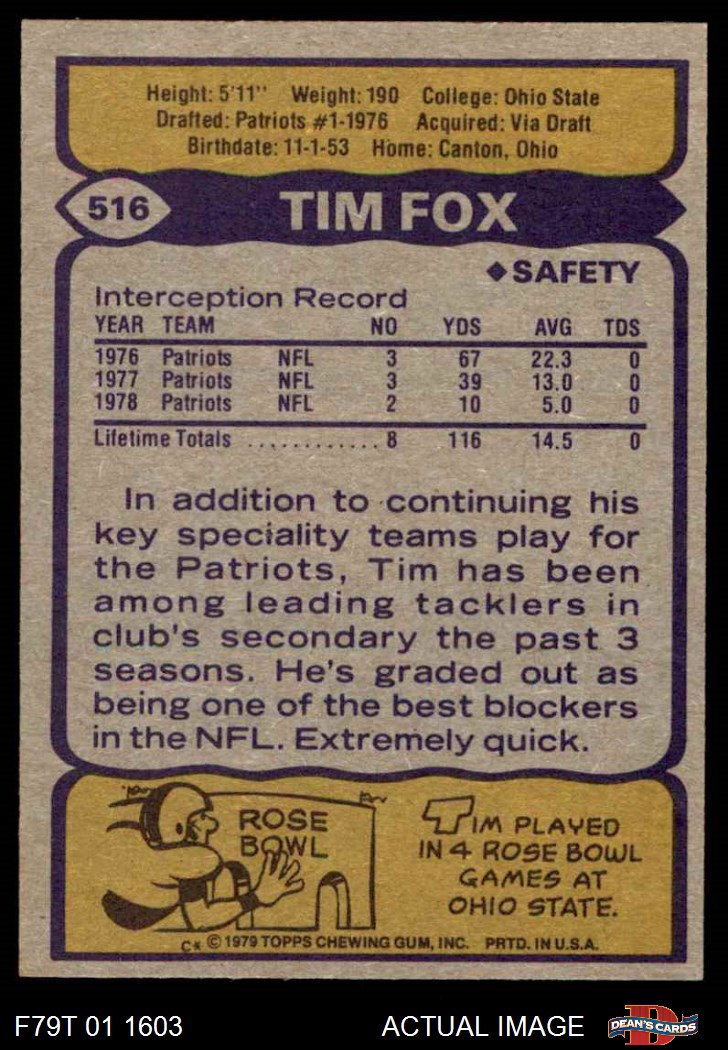 Height: 5'11" Weight: 190 College: Ohio State
Drafted: Patriots #1-1976 Acquired: Via Draft
Birthdate: 11-1-53 Home: Canton, Ohio
516 TIM FOX
◆SAFETY
Interception Record
YEAR TEAM NO YDS AVG TDS
1976 Patriots NFL 3 67 22.3 0
1977 Patriots NFL 3 39 13.0 0
1978 Patriots NFL 2 10 5.0 0
Lifetime Totals ............ 8 116 14.5 0
In addition to continuing his
key speciality teams play for
the Patriots, Tim has been
among leading tacklers in
club's secondary the past 3
seasons. He's graded out as
being one of the best blockers
in the NFL. Extremely quick.
ROSE
BOWL
TIM PLAYED
IN 4 ROSE BOWL
GAMES AT
OHIO STATE.
C* © 1979 TOPPS CHEWING GUM, INC. PRTD. IN U.S.A.
F79T 01 1603 ACTUAL IMAGE D DEAN'S CARDS